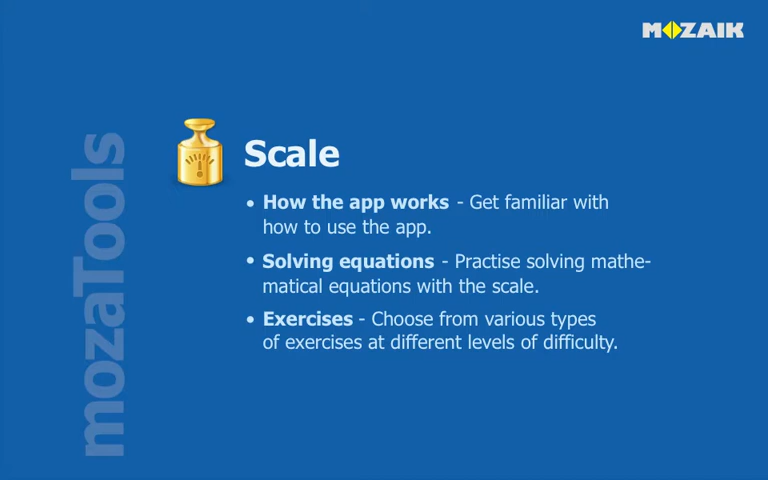 MOZAIK
mozaTools
Scale
• How the app works - Get familiar with
how to use the app.
• Solving equations - Practise solving mathe-
matical equations with the scale.
• Exercises - Choose from various types
of exercises at different levels of difficulty.